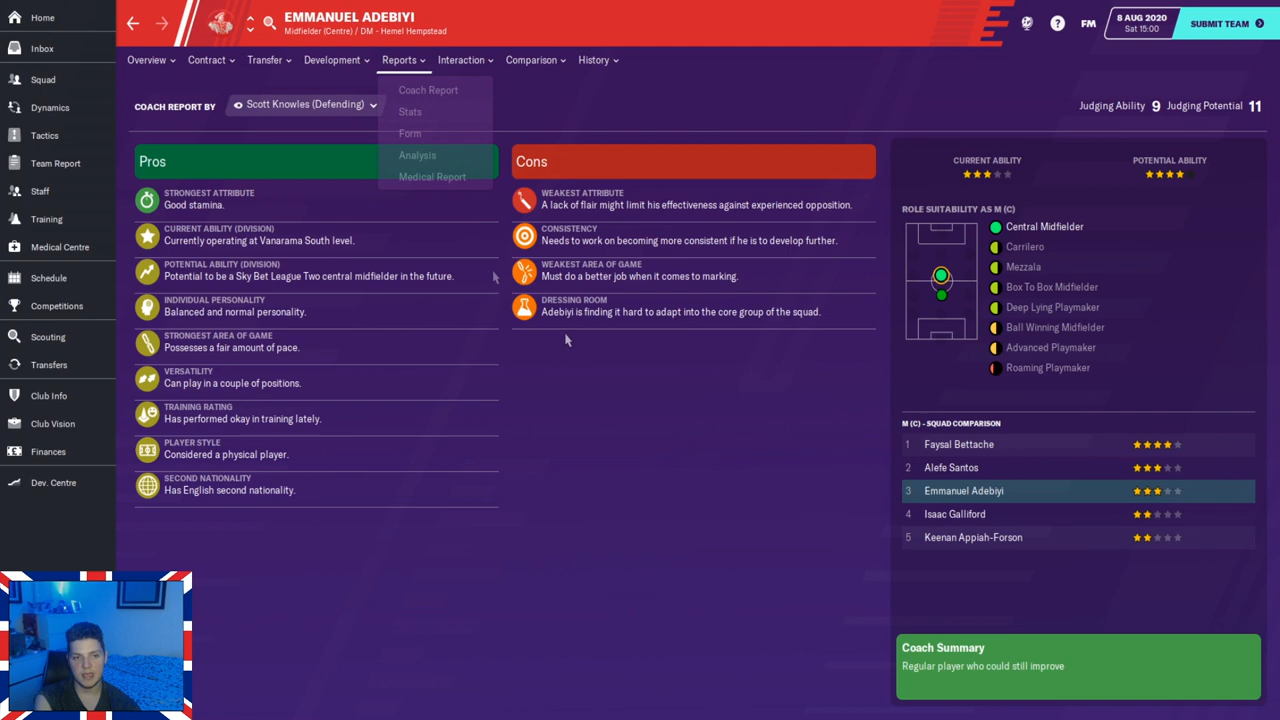 Home
Inbox
Squad
Dynamics
Tactics
Team Report
Staff
Training
Medical Centre
Schedule
Competitions
Scouting
Transfers
Club Info
Club Vision
Finances
Dev. Centre
EMMANUEL ADEBIYI
Midfielder (Centre) / DM - Hemel Hempstead
FM
8 AUG 2020
Sat 15:00
SUBMIT TEAM
Overview
Contract
Transfer
Development
Reports
Interaction
Comparison
History
Coach Report
Stats
Form
Analysis
Medical Report
COACH REPORT BY
Scott Knowles (Defending)
Judging Ability 9 Judging Potential 11
Pros
STRONGEST ATTRIBUTE
Good stamina.
CURRENT ABILITY (DIVISION)
Currently operating at Vanarama South level.
POTENTIAL ABILITY (DIVISION)
Potential to be a Sky Bet League Two central midfielder in the future.
INDIVIDUAL PERSONALITY
Balanced and normal personality.
STRONGEST AREA OF GAME
Possesses a fair amount of pace.
VERSATILITY
Can play in a couple of positions.
TRAINING RATING
Has performed okay in training lately.
PLAYER STYLE
Considered a physical player.
SECOND NATIONALITY
Has English second nationality.
Cons
WEAKEST ATTRIBUTE
A lack of flair might limit his effectiveness against experienced opposition.
CONSISTENCY
Needs to work on becoming more consistent if he is to develop further.
WEAKEST AREA OF GAME
Must do a better job when it comes to marking.
DRESSING ROOM
Adebiyi is finding it hard to adapt into the core group of the squad.
CURRENT ABILITY
POTENTIAL ABILITY
ROLE SUITABILITY AS M (C)
Central Midfielder
Carrilero
Mezzala
Box To Box Midfielder
Deep Lying Playmaker
Ball Winning Midfielder
Advanced Playmaker
Roaming Playmaker
M (C) - SQUAD COMPARISON
1 Faysal Bettache
2 Alefe Santos
3 Emmanuel Adebiyi
4 Isaac Galliford
5 Keenan Appiah-Forson
Coach Summary
Regular player who could still improve